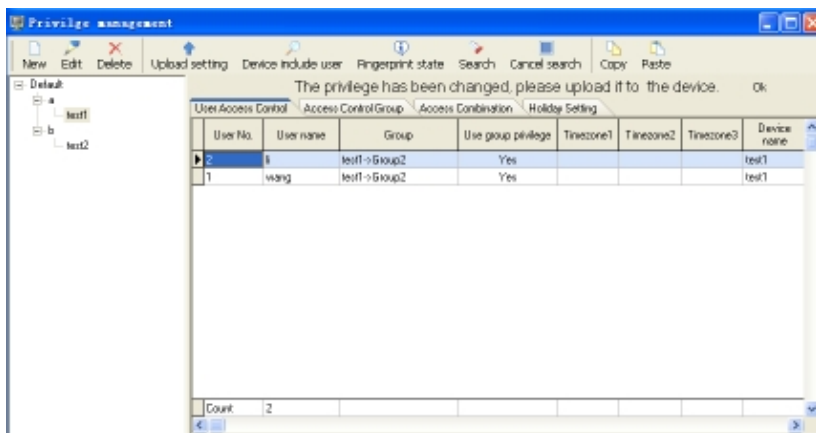 Privilge management
New Edit Delete Upload setting Device include user Fingerprint state Search Cancel search Copy Paste
The privilege has been changed, please upload it to the device. Ok
Default
a
test1
b
test2
User Access Control Access Control Group Access Combination Holiday Setting
User No. User name Group Use group privilege Timezone1 Timezone2 Timezone3 Device name
2 li test1->Group2 Yes test1
1 wang test1->Group2 Yes test1
Count 2